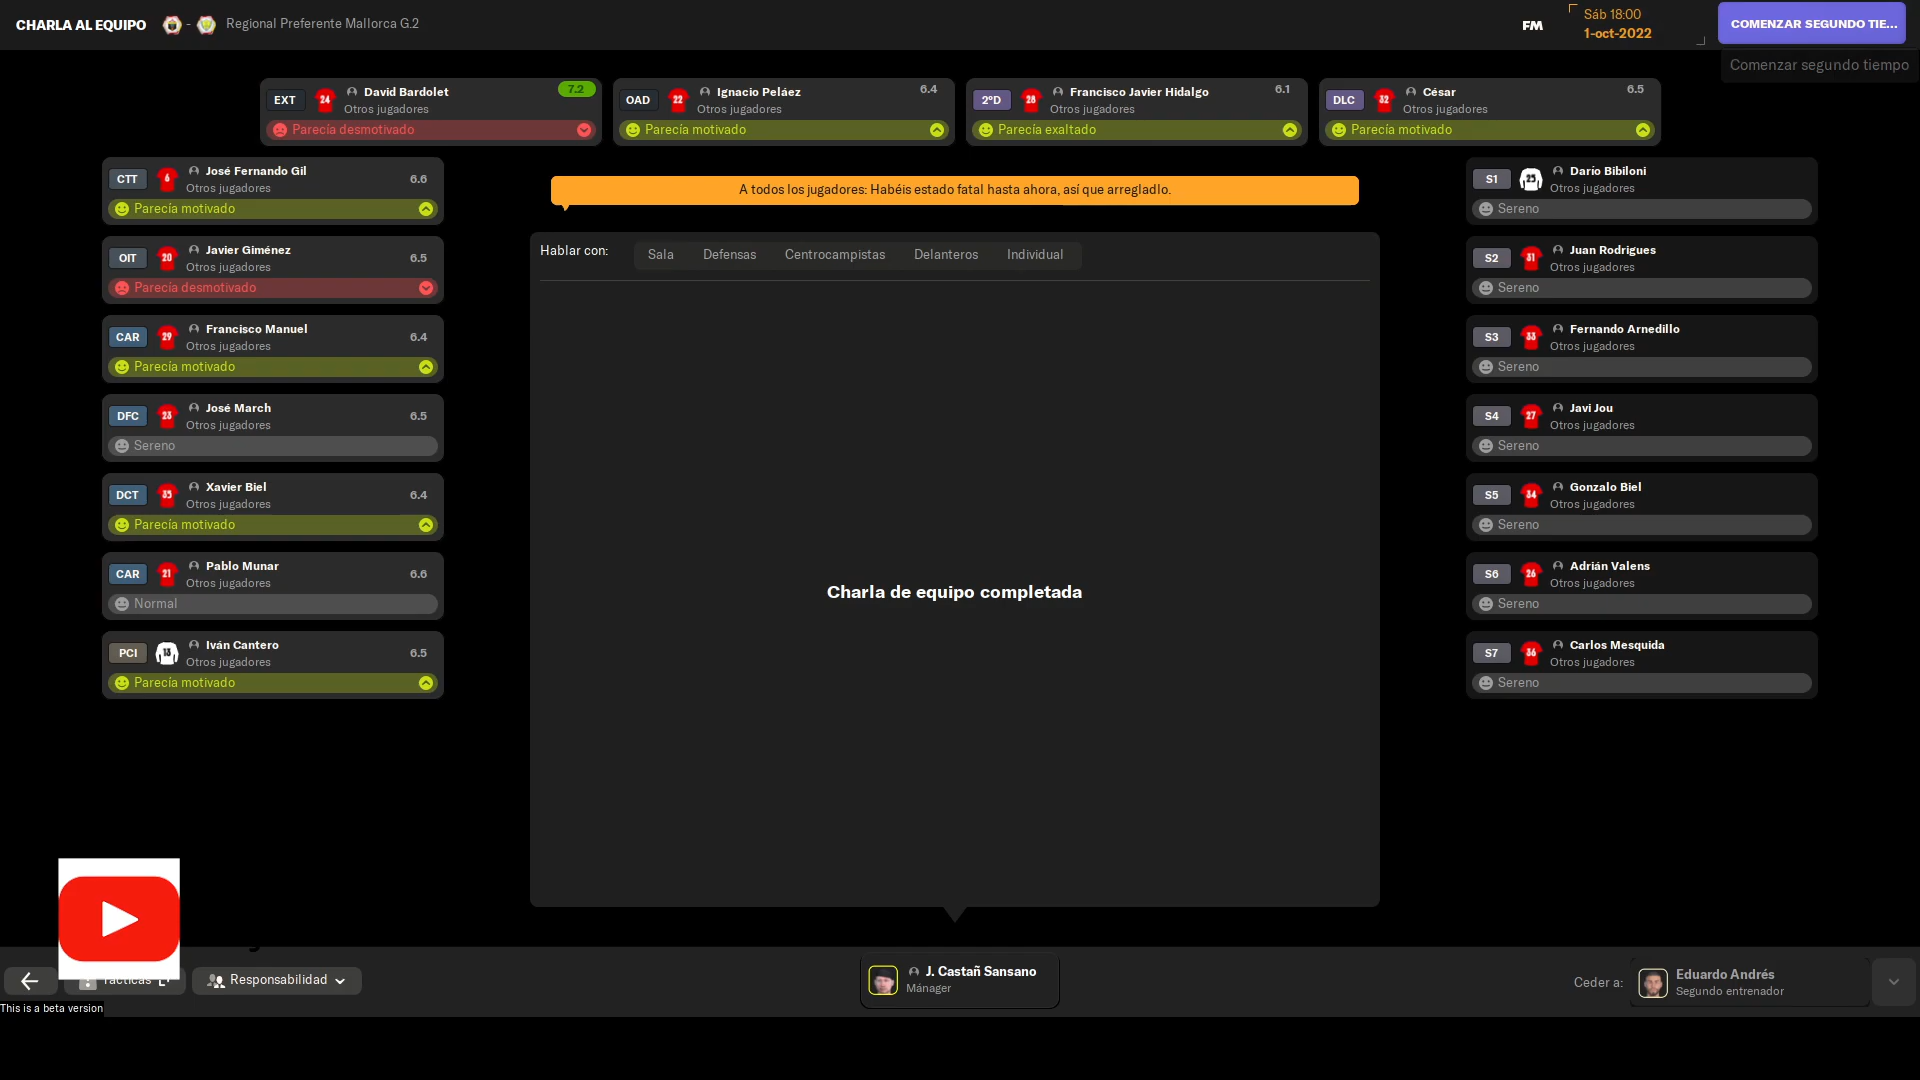 CHARLA AL EQUIPO - Regional Preferente Mallorca G.2
FM
Sáb 18:00
1-oct-2022
COMENZAR SEGUNDO TIE...
Comenzar segundo tiempo
EXT 24 David Bardolet 7.2
Otros jugadores
Parecía desmotivado
OAD 22 Ignacio Peláez 6.4
Otros jugadores
Parecía motivado
2ºD 28 Francisco Javier Hidalgo 6.1
Otros jugadores
Parecía exaltado
DLC 32 César 6.5
Otros jugadores
Parecía motivado
CTT 6 José Fernando Gil 6.6
Otros jugadores
Parecía motivado
OIT 20 Javier Giménez 6.5
Otros jugadores
Parecía desmotivado
CAR 29 Francisco Manuel 6.4
Otros jugadores
Parecía motivado
DFC 23 José March 6.5
Otros jugadores
Sereno
DCT 35 Xavier Biel 6.4
Otros jugadores
Parecía motivado
CAR 21 Pablo Munar 6.6
Otros jugadores
Normal
PCI 13 Iván Cantero 6.5
Otros jugadores
Parecía motivado
A todos los jugadores: Habéis estado fatal hasta ahora, así que arregladlo.
Hablar con: Sala Defensas Centrocampistas Delanteros Individual
Charla de equipo completada
S1 25 Darío Bibiloni
Otros jugadores
Sereno
S2 31 Juan Rodrigues
Otros jugadores
Sereno
S3 33 Fernando Arnedillo
Otros jugadores
Sereno
S4 27 Javi Jou
Otros jugadores
Sereno
S5 34 Gonzalo Biel
Otros jugadores
Sereno
S6 26 Adrián Valens
Otros jugadores
Sereno
S7 36 Carlos Mesquida
Otros jugadores
Sereno
Tácticas
Responsabilidad
J. Castañ Sansano
Mánager
Ceder a:
Eduardo Andrés
Segundo entrenador
This is a beta version